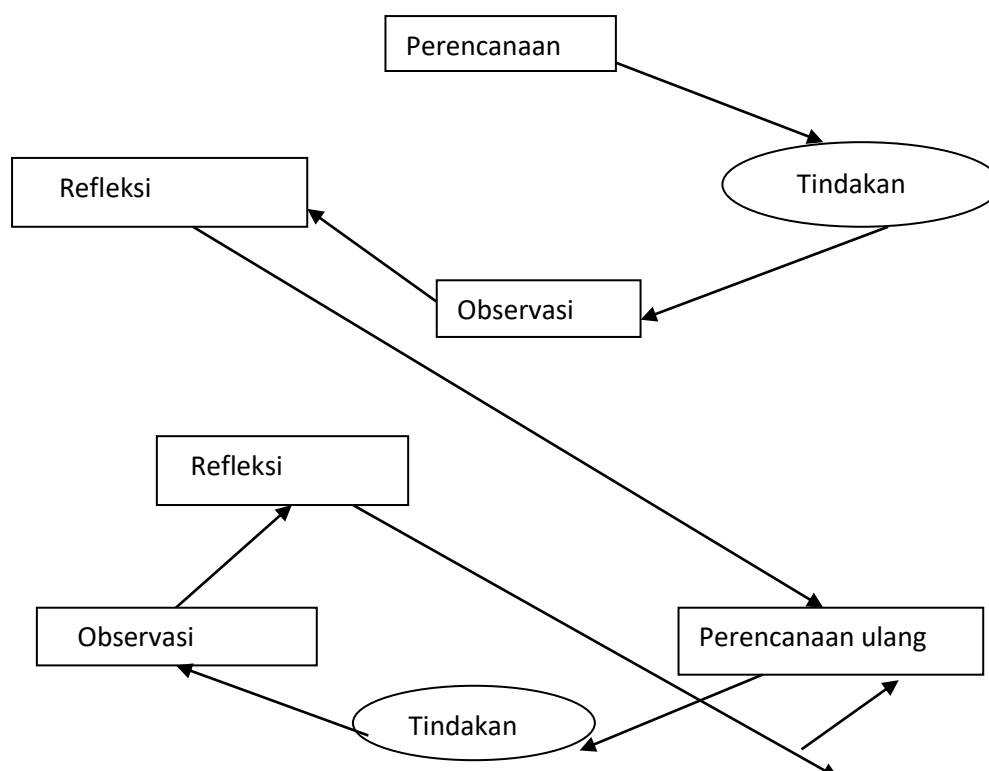 Perencanaan
Refleksi
Tindakan
Observasi
Refleksi
Observasi
Perencanaan ulang
Tindakan